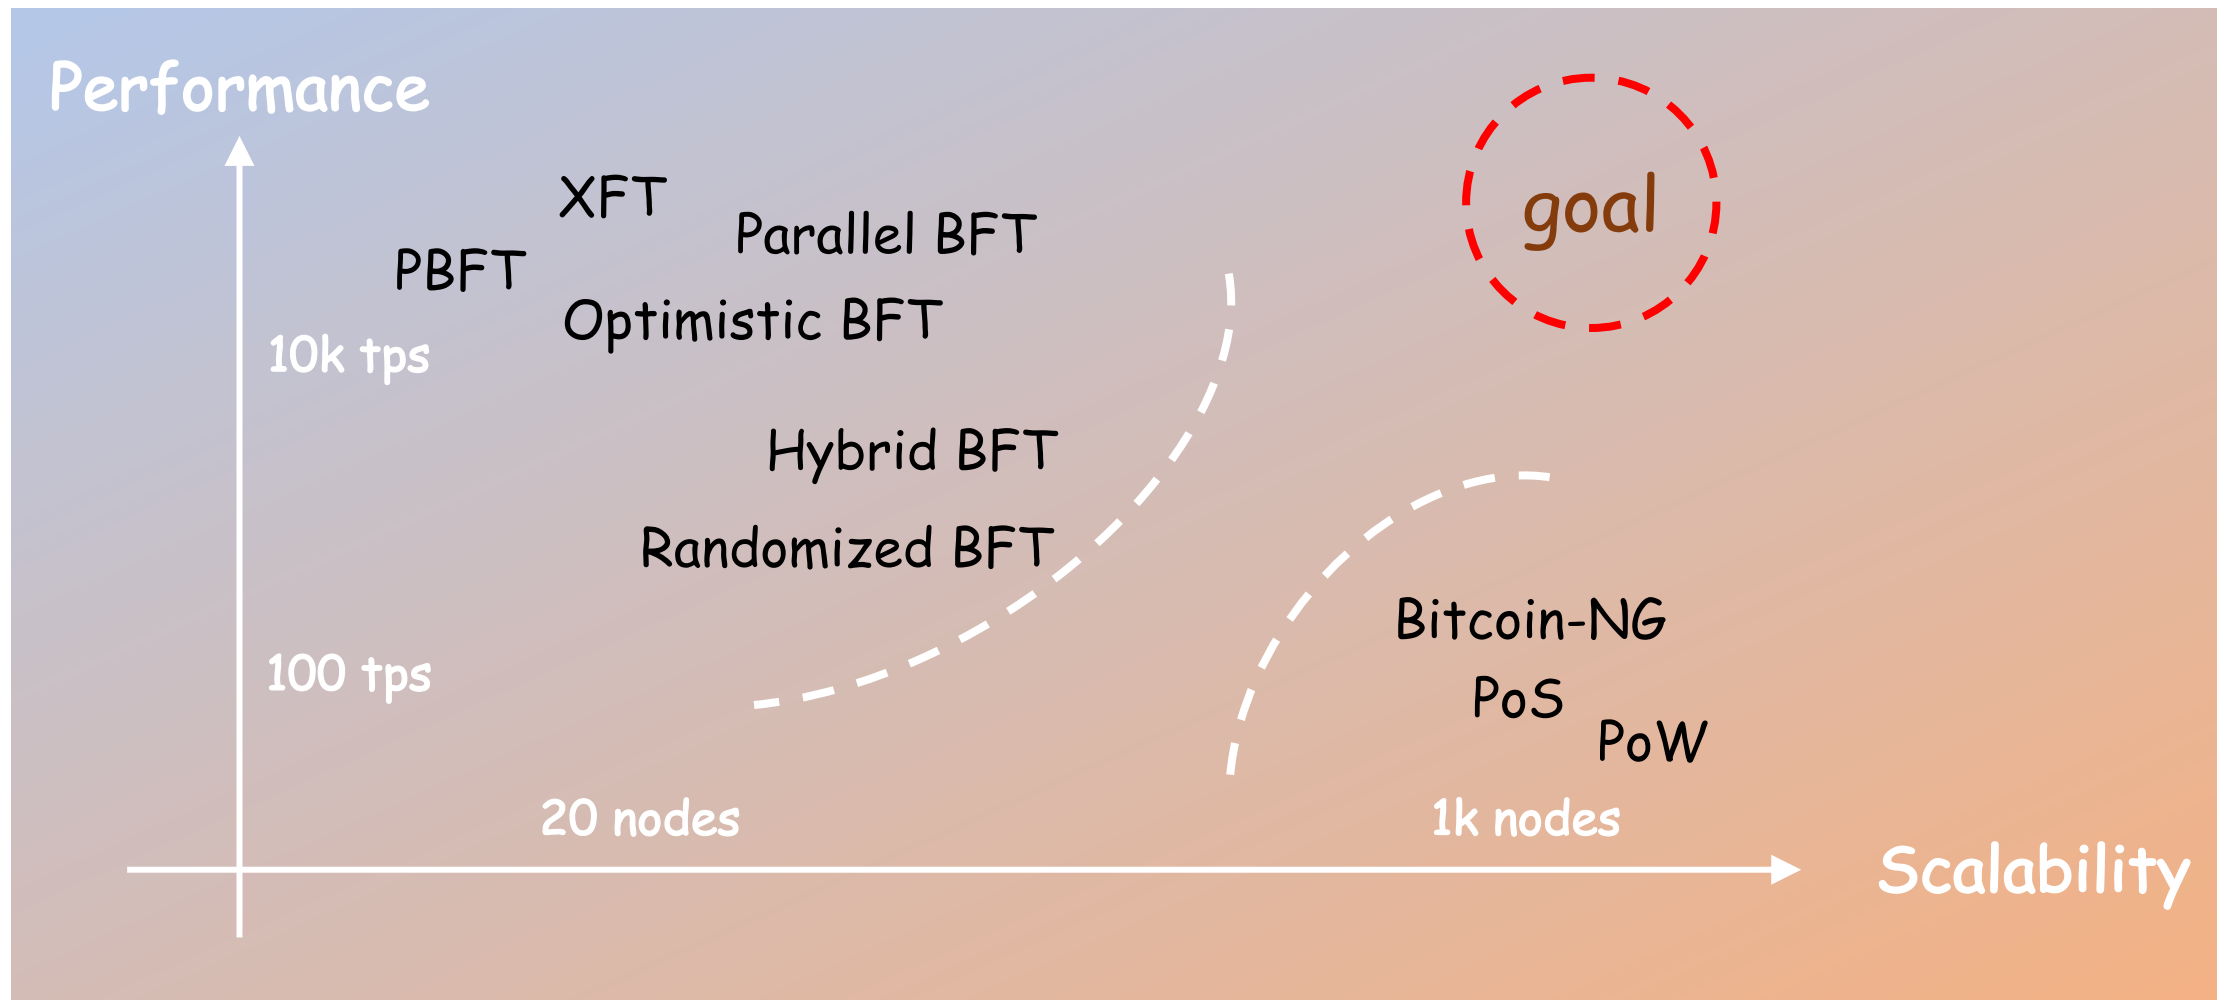 Performance
XFT
goal
Parallel BFT
PBFT
Optimistic BFT
10k tps
Hybrid BFT
Randomized BFT
Bitcoin-NG
100 tps
PoS
PoW
20 nodes
1k nodes
Scalability